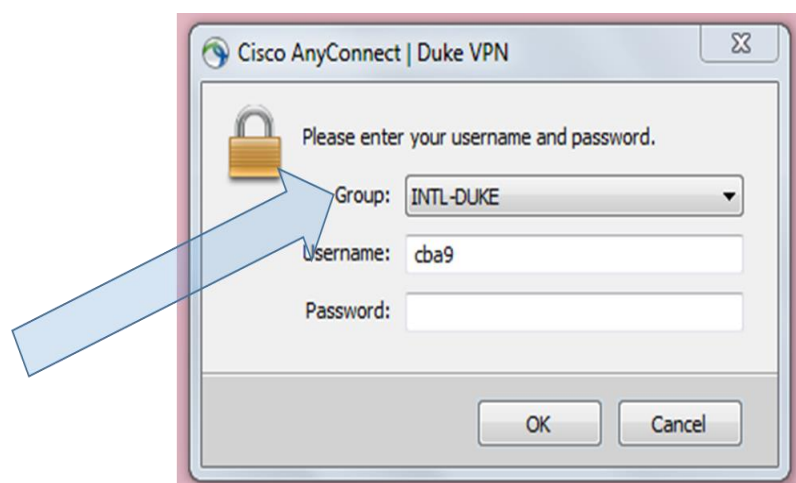 Cisco AnyConnect | Duke VPN
Please enter your username and password.
Group: INTL-DUKE
Username: cba9
Password:
OK Cancel